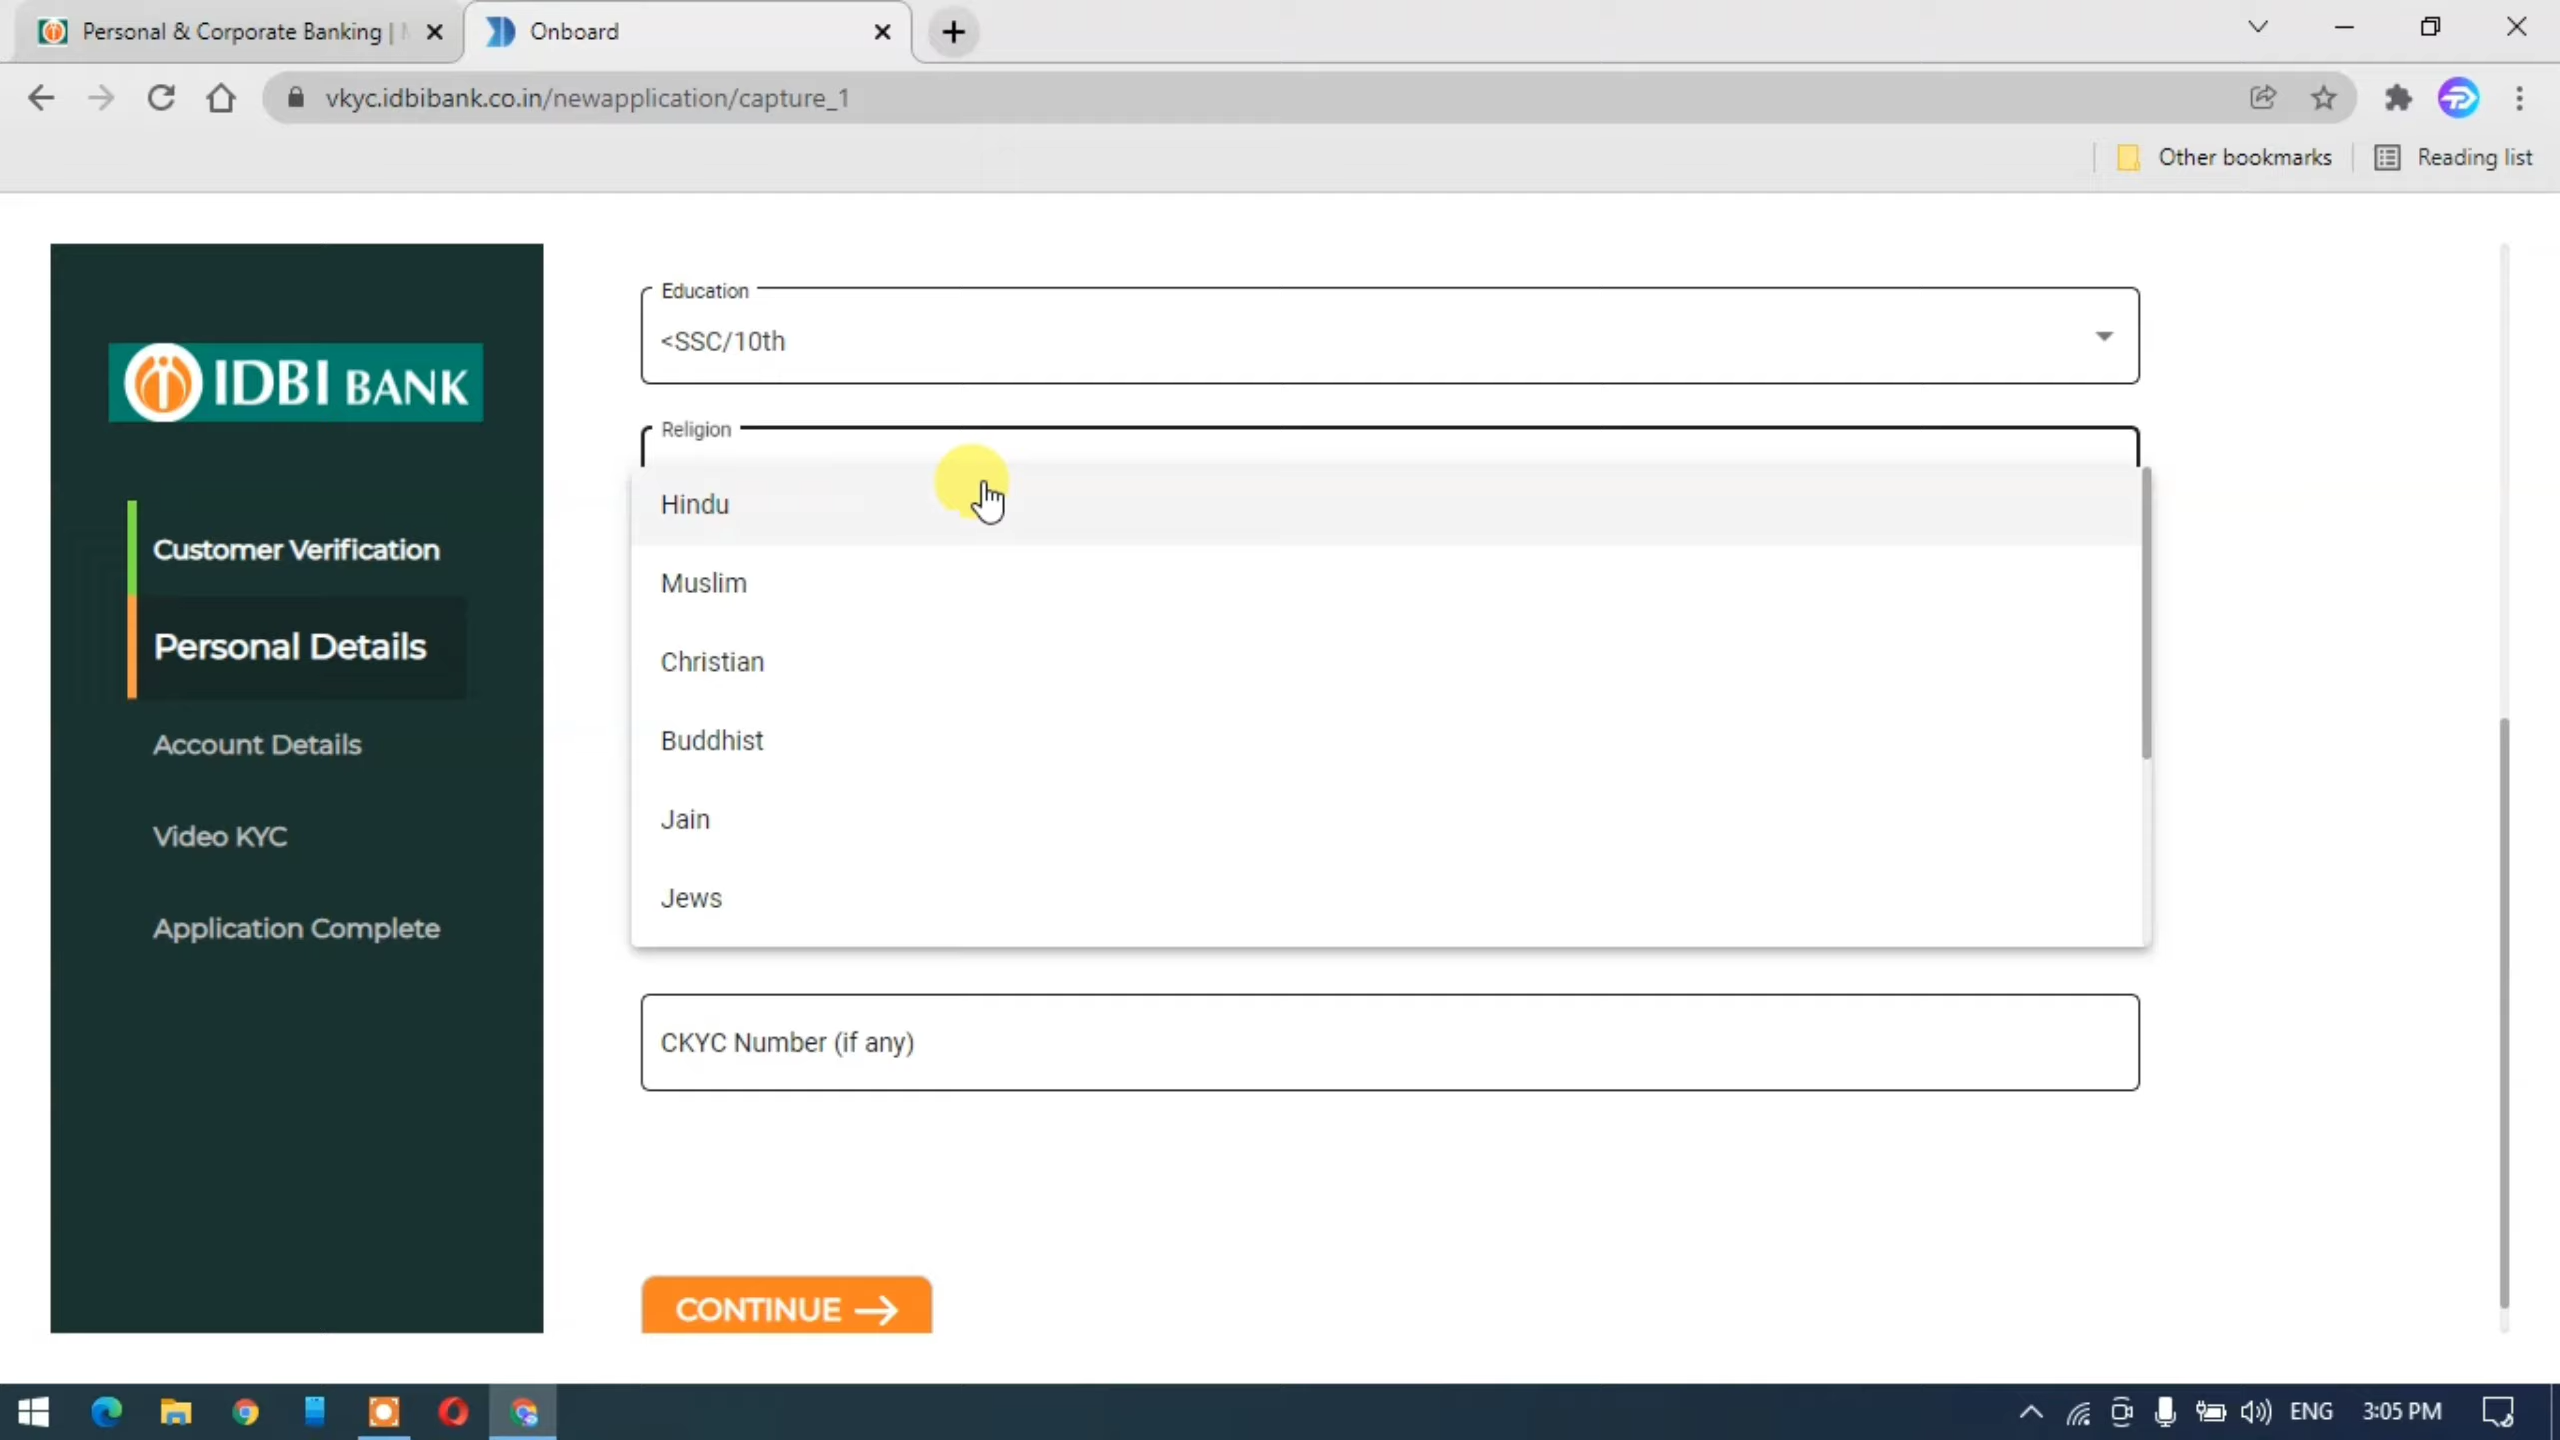 Personal & Corporate Banking |
Onboard
vkyc.idbibank.co.in/newapplication/capture_1
Other bookmarks
Reading list
IDBI BANK
Customer Verification
Personal Details
Account Details
Video KYC
Application Complete
Education
<SSC/10th
Religion
Hindu
Muslim
Christian
Buddhist
Jain
Jews
CKYC Number (if any)
CONTINUE →
ENG
3:05 PM